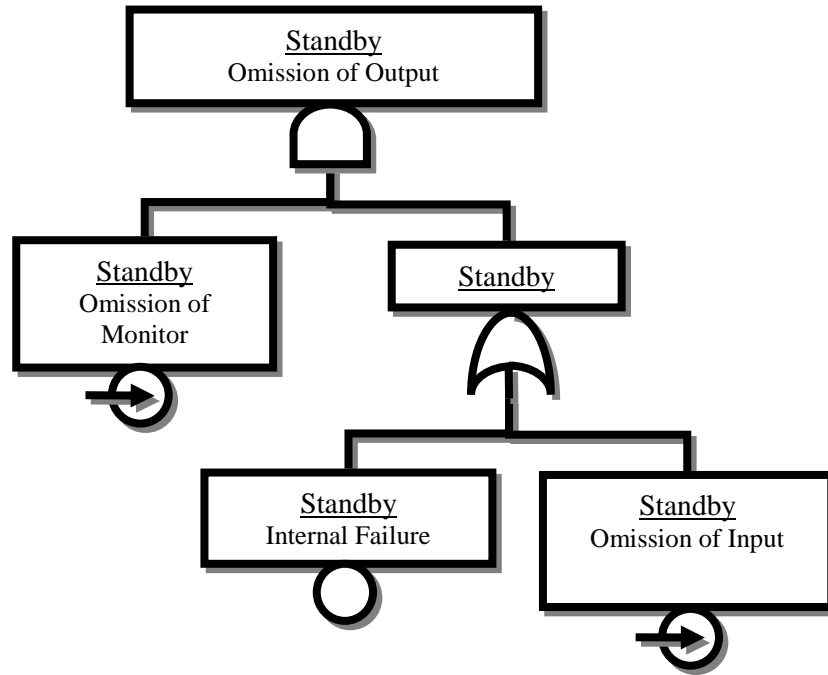 Standby
Omission of Output
Standby
Omission of
Monitor
Standby
Standby
Internal Failure
Standby
Omission of Input